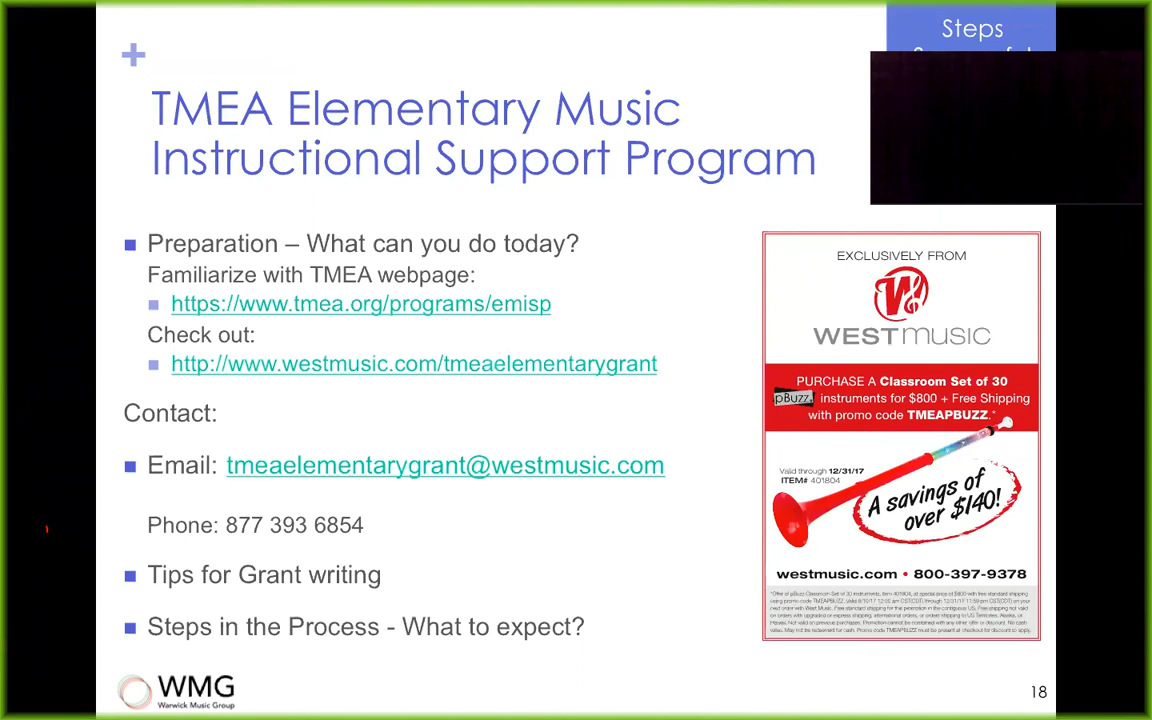 Steps
+
TMEA Elementary Music
Instructional Support Program
Preparation – What can you do today?
Familiarize with TMEA webpage:
https://www.tmea.org/programs/emisp
Check out:
http://www.westmusic.com/tmeaelementarygrant
Contact:
Email: tmeaelementarygrant@westmusic.com
Phone: 877 393 6854
Tips for Grant writing
Steps in the Process - What to expect?
EXCLUSIVELY FROM
WESTMUSIC
PURCHASE A Classroom Set of 30
pBuzz instruments for $800 + Free Shipping
with promo code TMEAPBUZZ.*
Valid through 12/31/17
ITEM# 401804
A savings of
over $140!
westmusic.com • 800-397-9378
WMG
Warwick Music Group
18